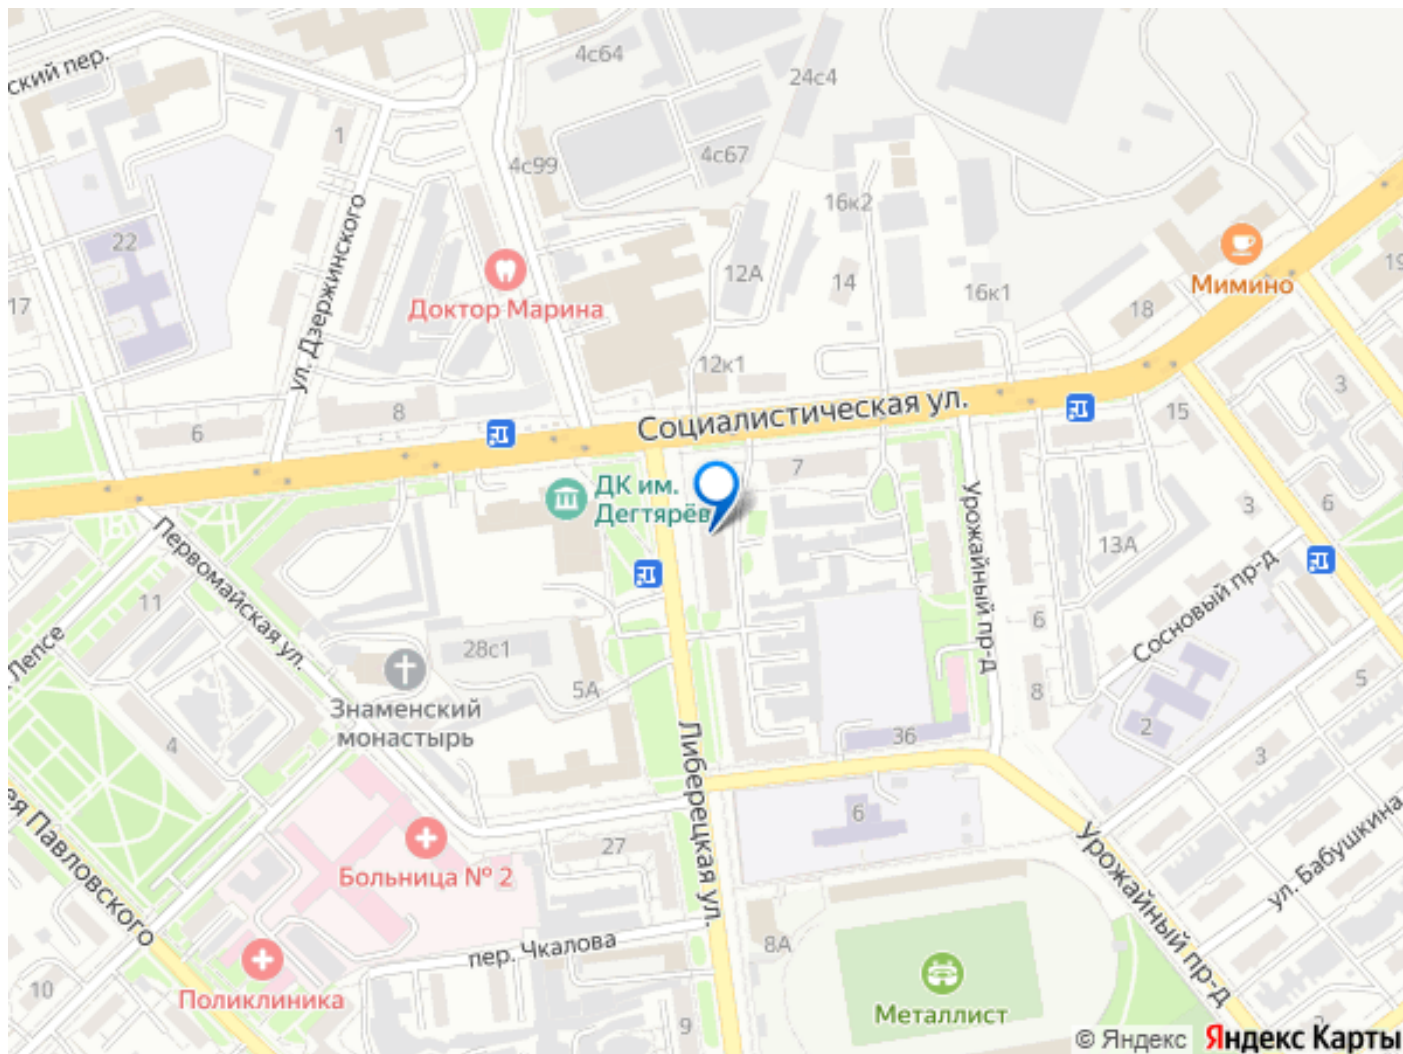 ский пер.
4с64
24с4
1
4с99
4с67
16к2
22
ул. Дзержинского
12А
14
Мимино
19
17
Доктор Марина
16к1
18
12к1
3
8
Социалистическая ул.
15
6
7
ДК им.
Дегтярёв
Урожайный пр-д
3
6
13А
Первомайская ул.
Сосновый пр-д
11
Лепсе
28с1
6
5А
8
5
Знаменский
монастырь
4
Либерецкая ул.
36
2
3
ея Павловского
6
Урожайный пр-д
ул. Бабушкина
27
Больница № 2
8А
пер. Чкалова
10
Поликлиника
9
Металлист
© Яндекс Яндекс Карты